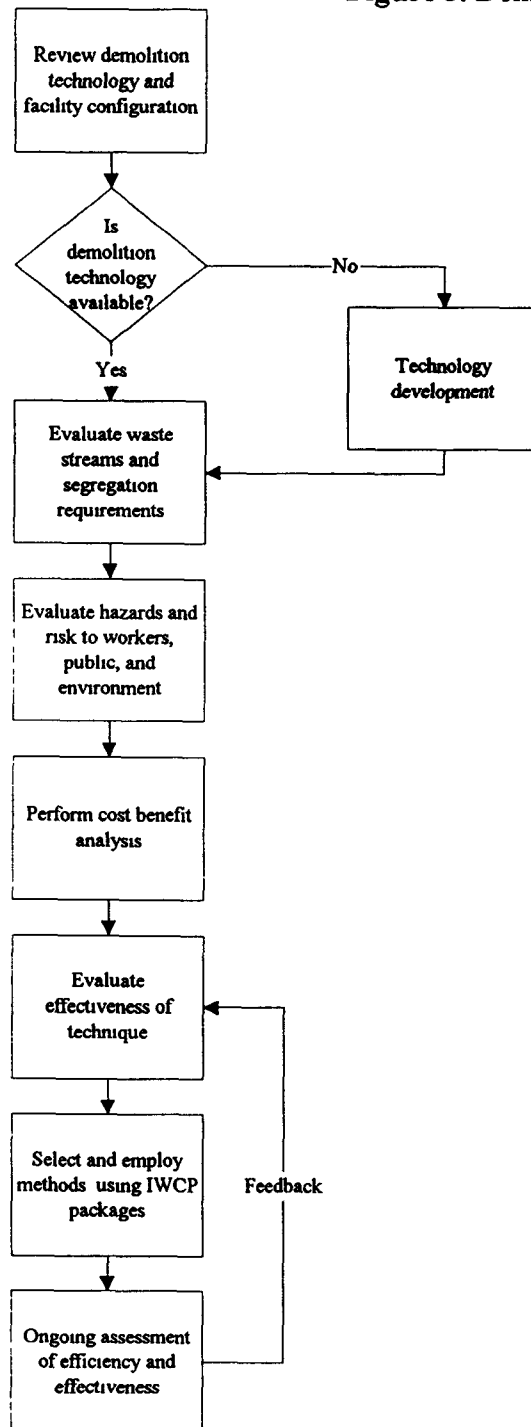 Review demolition
technology and
facility configuration
Is
demolition
technology
available?
No
Technology
development
Yes
Evaluate waste
streams and
segregation
requirements
Evaluate hazards and
risk to workers,
public, and
environment
Perform cost benefit
analysis
Evaluate
effectiveness of
technique
Select and employ
methods using IWCP
packages
Feedback
Ongoing assessment
of efficiency and
effectiveness